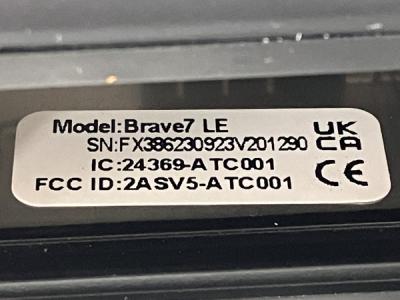 Model:Brave7 LE
SN:FX386230923V201290
IC:24369-ATC001
FCC ID:2ASV5-ATC001
UK
CA
CE